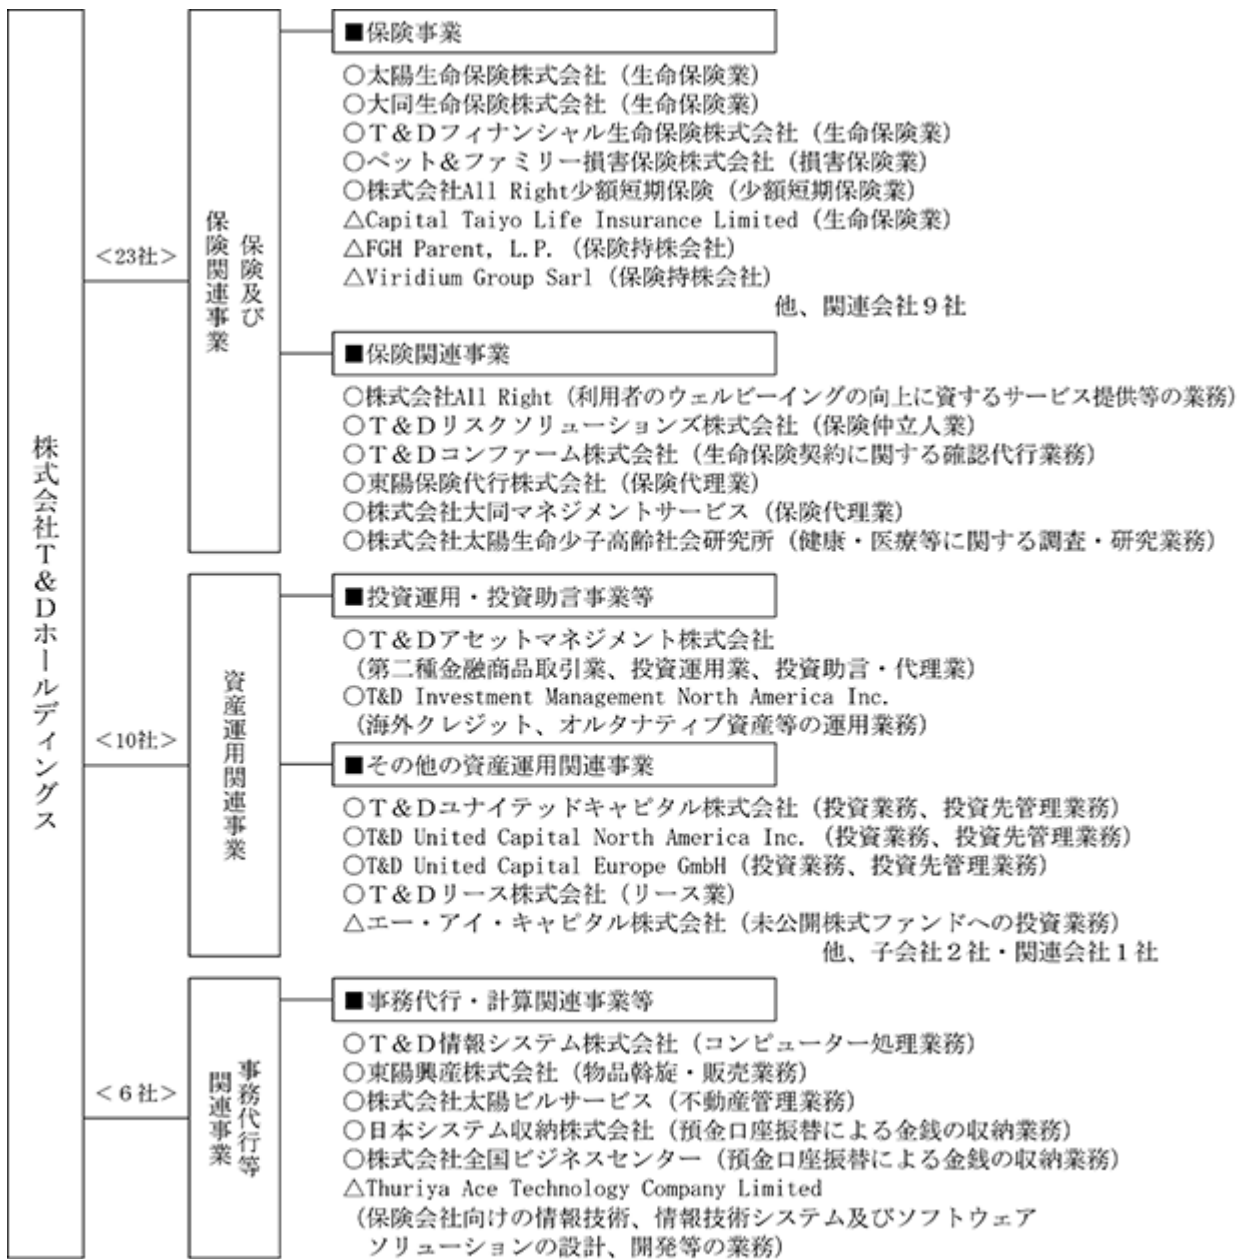 株式会社Ｔ＆Ｄホールディングス
＜23社＞
保険及び
保険関連事業
■保険事業
○太陽生命保険株式会社（生命保険業）
○大同生命保険株式会社（生命保険業）
○Ｔ＆Ｄフィナンシャル生命保険株式会社（生命保険業）
○ペット＆ファミリー損害保険株式会社（損害保険業）
○株式会社All Right少額短期保険（少額短期保険業）
△Capital Taiyo Life Insurance Limited（生命保険業）
△FGH Parent, L.P.（保険持株会社）
△Viridium Group Sarl（保険持株会社）
他、関連会社９社
■保険関連事業
○株式会社All Right（利用者のウェルビーイングの向上に資するサービス提供等の業務）
○Ｔ＆Ｄリスクソリューションズ株式会社（保険仲立人業）
○Ｔ＆Ｄコンファーム株式会社（生命保険契約に関する確認代行業務）
○東陽保険代行株式会社（保険代理業）
○株式会社大同マネジメントサービス（保険代理業）
○株式会社太陽生命少子高齢社会研究所（健康・医療等に関する調査・研究業務）
＜10社＞
資産運用関連事業
■投資運用・投資助言事業等
○Ｔ＆Ｄアセットマネジメント株式会社
（第二種金融商品取引業、投資運用業、投資助言・代理業）
○T&D Investment Management North America Inc.
（海外クレジット、オルタナティブ資産等の運用業務）
■その他の資産運用関連事業
○Ｔ＆Ｄユナイテッドキャピタル株式会社（投資業務、投資先管理業務）
○T&D United Capital North America Inc.（投資業務、投資先管理業務）
○T&D United Capital Europe GmbH（投資業務、投資先管理業務）
○Ｔ＆Ｄリース株式会社（リース業）
△エー・アイ・キャピタル株式会社（未公開株式ファンドへの投資業務）
他、子会社２社・関連会社１社
＜６社＞
事務代行等
関連事業
■事務代行・計算関連事業等
○Ｔ＆Ｄ情報システム株式会社（コンピューター処理業務）
○東陽興産株式会社（物品斡旋・販売業務）
○株式会社太陽ビルサービス（不動産管理業務）
○日本システム収納株式会社（預金口座振替による金銭の収納業務）
○株式会社全国ビジネスセンター（預金口座振替による金銭の収納業務）
△Thuriya Ace Technology Company Limited
（保険会社向けの情報技術、情報技術システム及びソフトウェア
ソリューションの設計、開発等の業務）